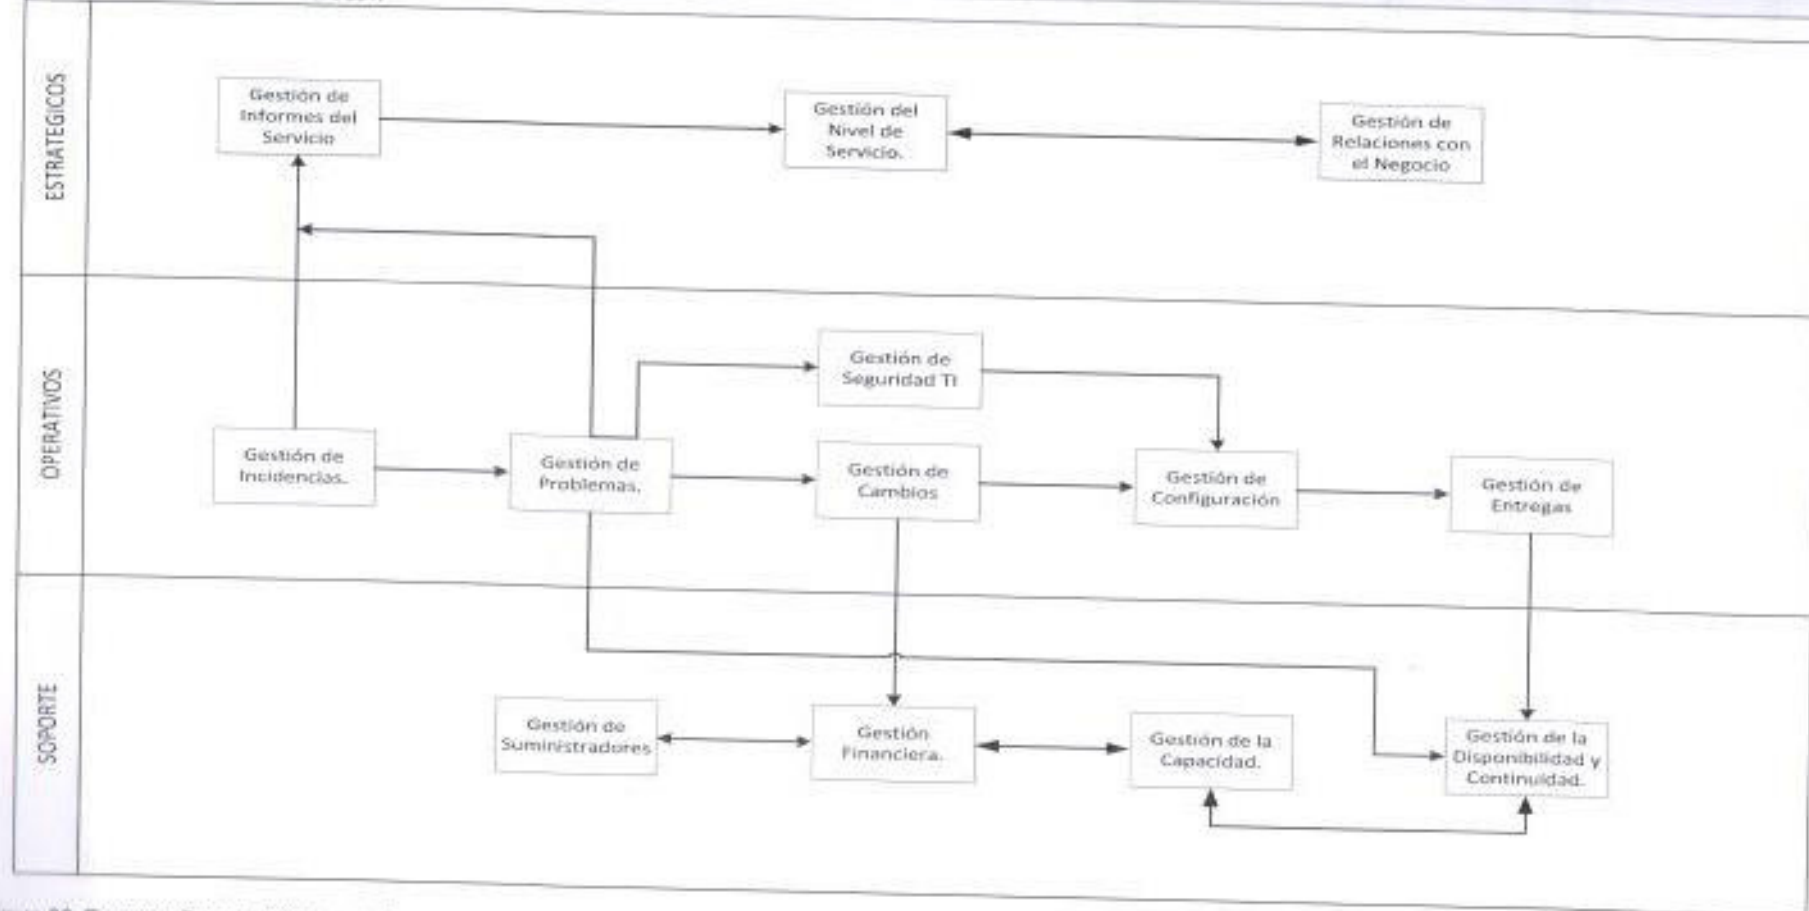 ESTRATEGICOS
Gestión de
Informes del
Servicio
Gestión del
Nivel de
Servicio.
Gestión de
Relaciones con
el Negocio
OPERATIVOS
Gestión de
Seguridad TI
Gestión de
Incidencias.
Gestión de
Problemas.
Gestión de
Cambios
Gestión de
Configuración
Gestión de
Entregas
SOPORTE
Gestión de
Suministradores
Gestión
Financiera.
Gestión de la
Capacidad.
Gestión de la
Disponibilidad y
Continuidad.